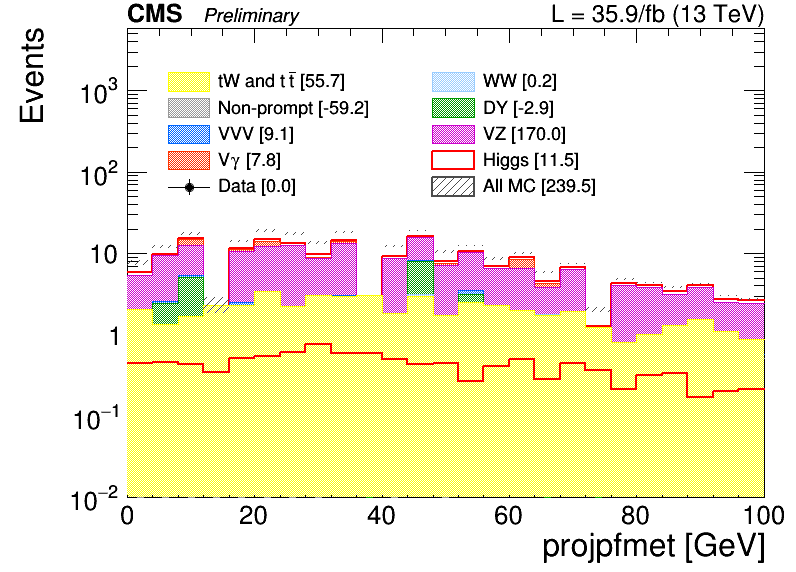 CMS Preliminary L = 35.9/fb (13 TeV)
Events
tW and t t̄ [55.7] WW [0.2]
Non-prompt [-59.2] DY [-2.9]
VVV [9.1] VZ [170.0]
Vγ [7.8] Higgs [11.5]
Data [0.0] All MC [239.5]
10³
10²
10
1
10⁻¹
10⁻²
0 20 40 60 80 100
projpfmet [GeV]